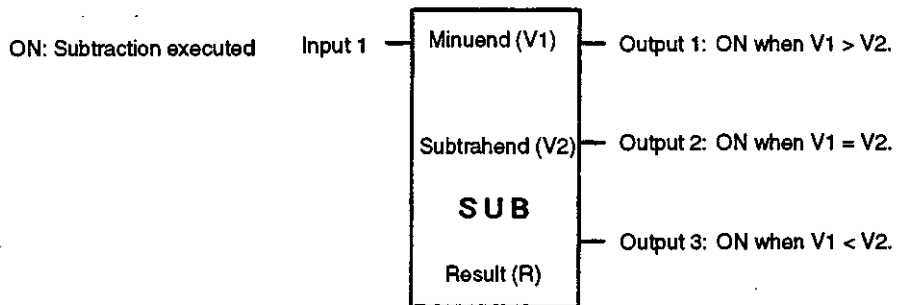 ON: Subtraction executed Input 1 Minuend (V1) Output 1: ON when V1 > V2.
Subtrahend (V2) Output 2: ON when V1 = V2.
SUB
Output 3: ON when V1 < V2.
Result (R)